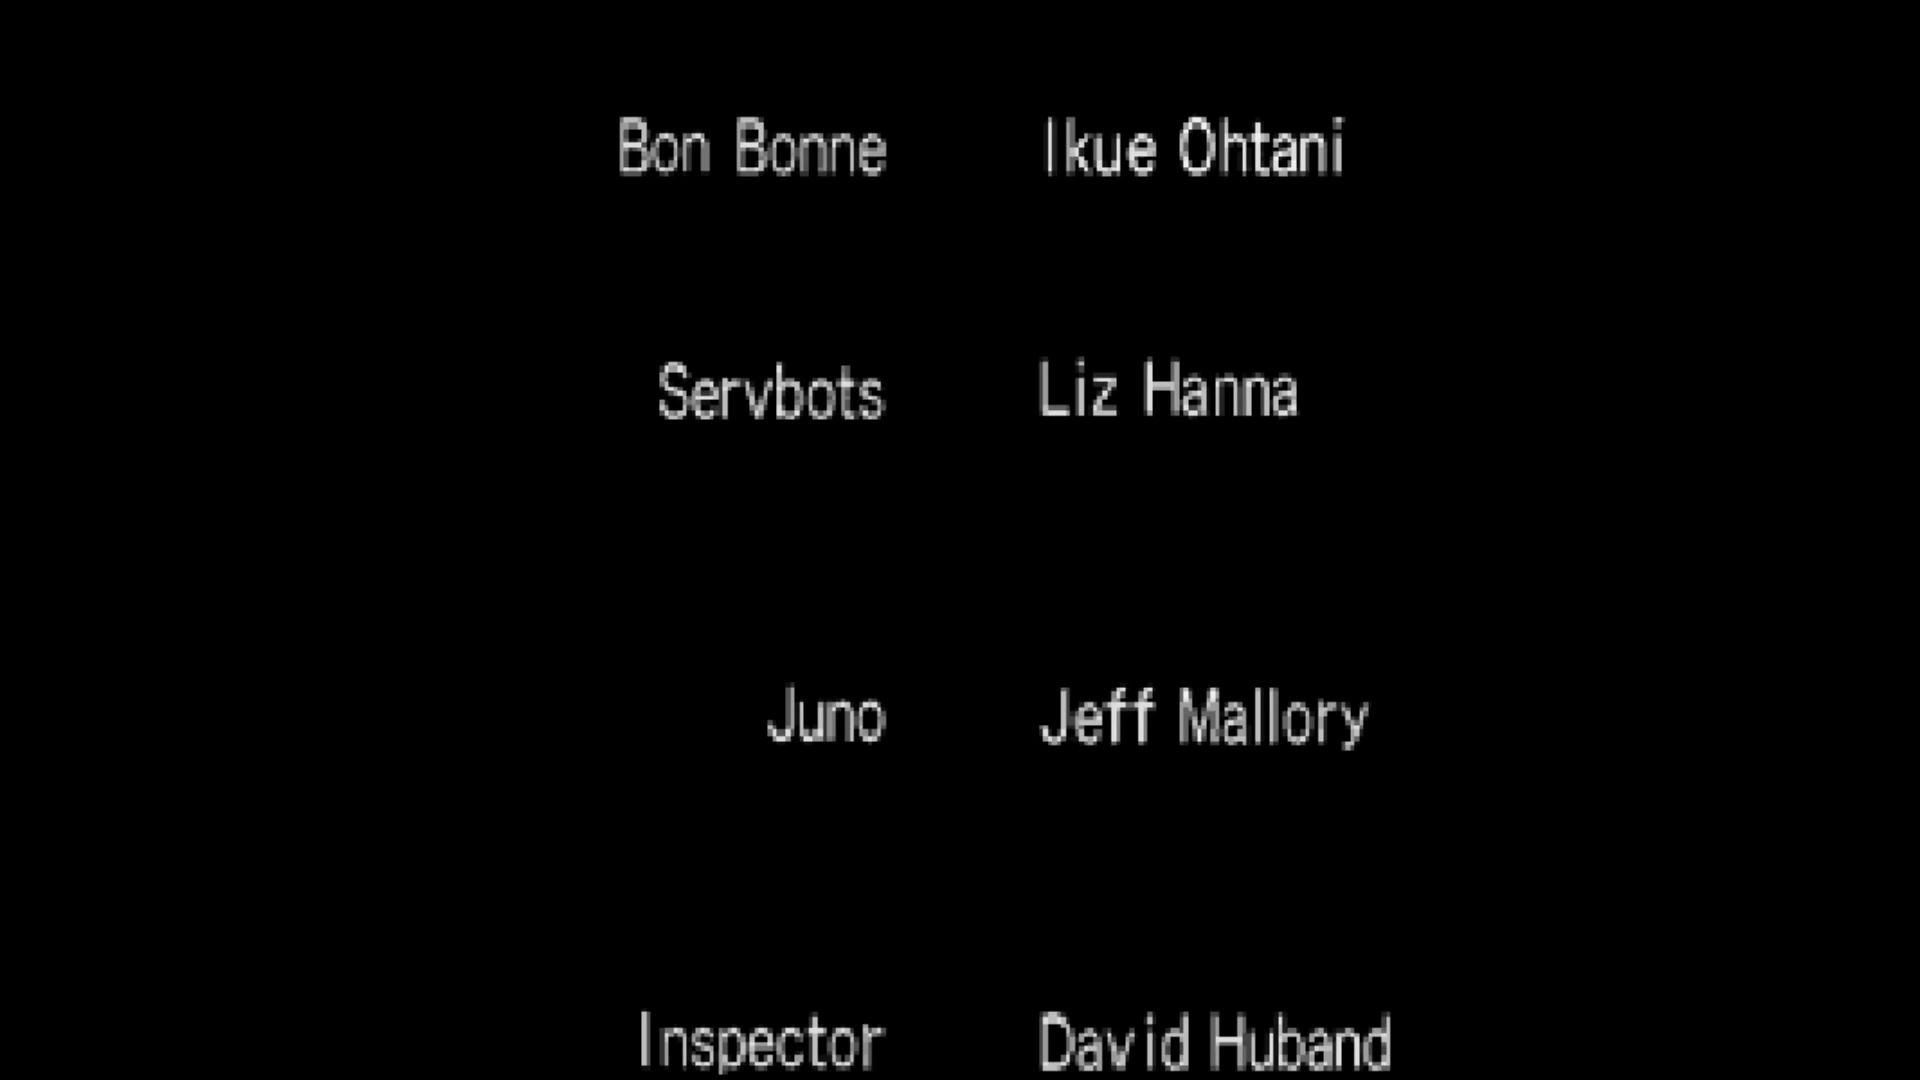 Bon Bonne Ikue Ohtani
Servbots Liz Hanna
Juno Jeff Mallory
Inspector David Huband